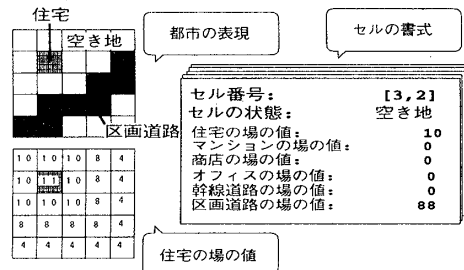 住宅
空き地
都市の表現
セルの書式
区画道路
セル番号: [3,2]
セルの状態: 空き地
住宅の場の値: 10
マンションの場の値: 0
商店の場の値: 0
オフィスの場の値: 0
幹線道路の場の値: 0
区画道路の場の値: 88
10 10 10 8 4
10 11 10 8 4
10 10 10 8 4
8 8 8 8 4
4 4 4 4 4
住宅の場の値